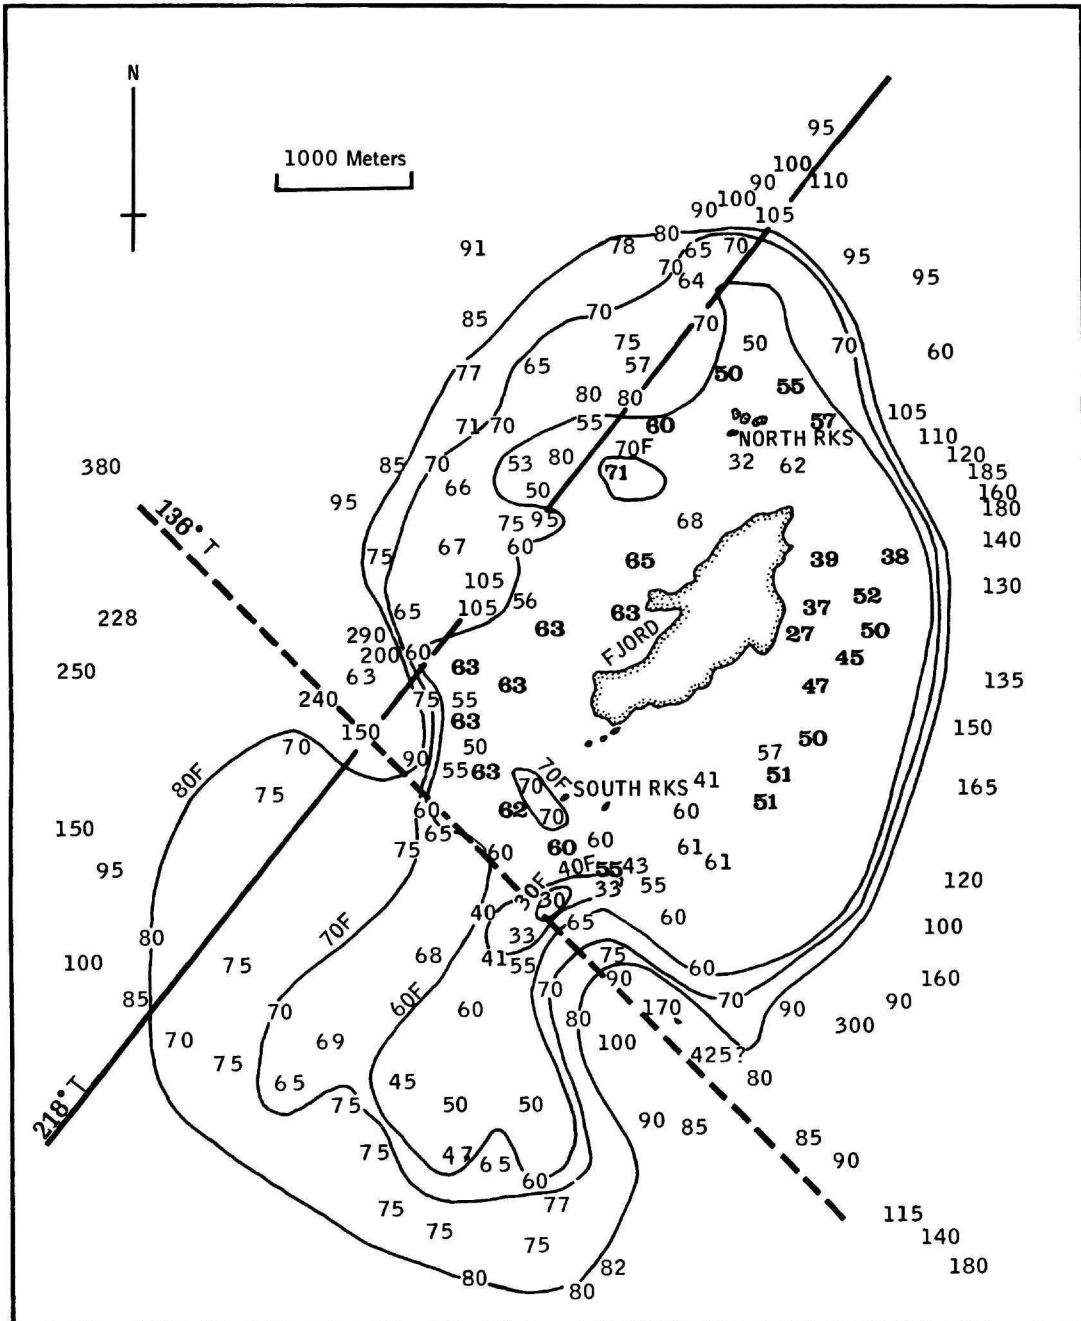 N
1000 Meters
95
100
90 110
100
90 105
91 78 80 65 70 95
70 64 95
85 70 70
75 50 70 60
77 65 57 50 55
80 80 105
71 70 55 60 57 110
70F NORTH RKS 120
380 85 70 53 80 71 32 62 185
66 50 160
95 75 95 68 180
67 60 140
75 65 39 38
105 130
65 105 56 63 37 52
228 290 63 FJORD 27 50
200 60 63 45
250 63 75 55 63 47 135
240
136° T
150 63 50 150
70 90 50 57
80F 55 63 70F 41 51 165
75 70 SOUTH RKS
60 62 70 60 51
150 65 60
75 60 60 61 61
95 40F 55 43
30F 30 33 55 120
40 65 60 100
80 70F 33
68 41 55 75 60
100 75 90 160
85 60F 70 70 90 90
70 60 80 170 300
70 75 69 100 425?
65 45 80
75 50 50 90 85
218° T
75 47 65 85
60 90
75 77 115
75 75 140
80 82 180
80